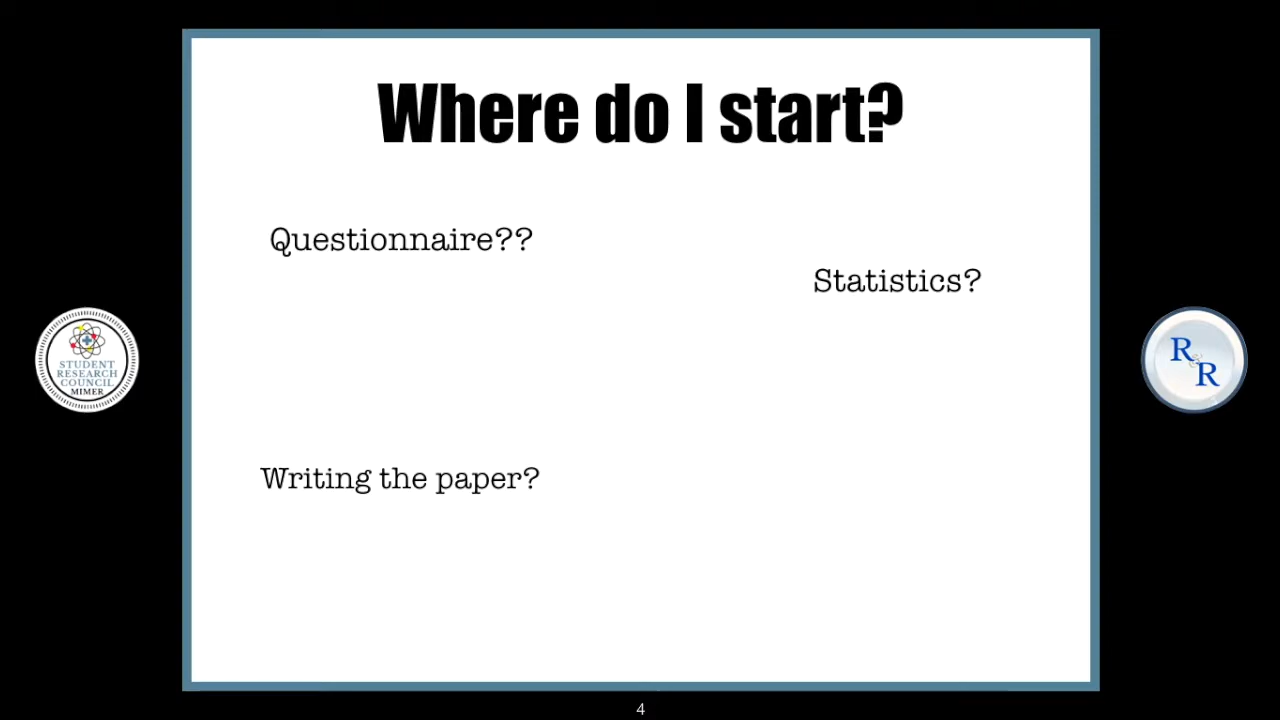 Where do I start?
Questionnaire??
Statistics?
STUDENT
RESEARCH
COUNCIL
MIMER
R
&
R
Writing the paper?
4